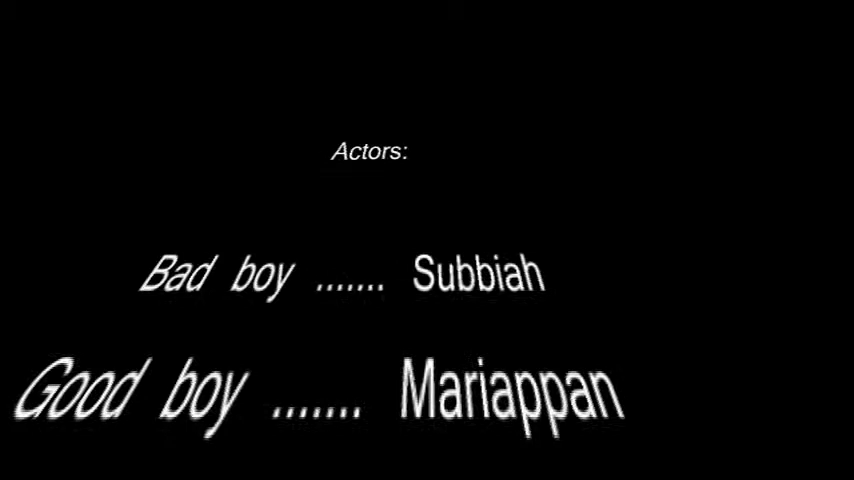 Actors:
Bad boy ....... Subbiah
Good boy ....... Mariappan